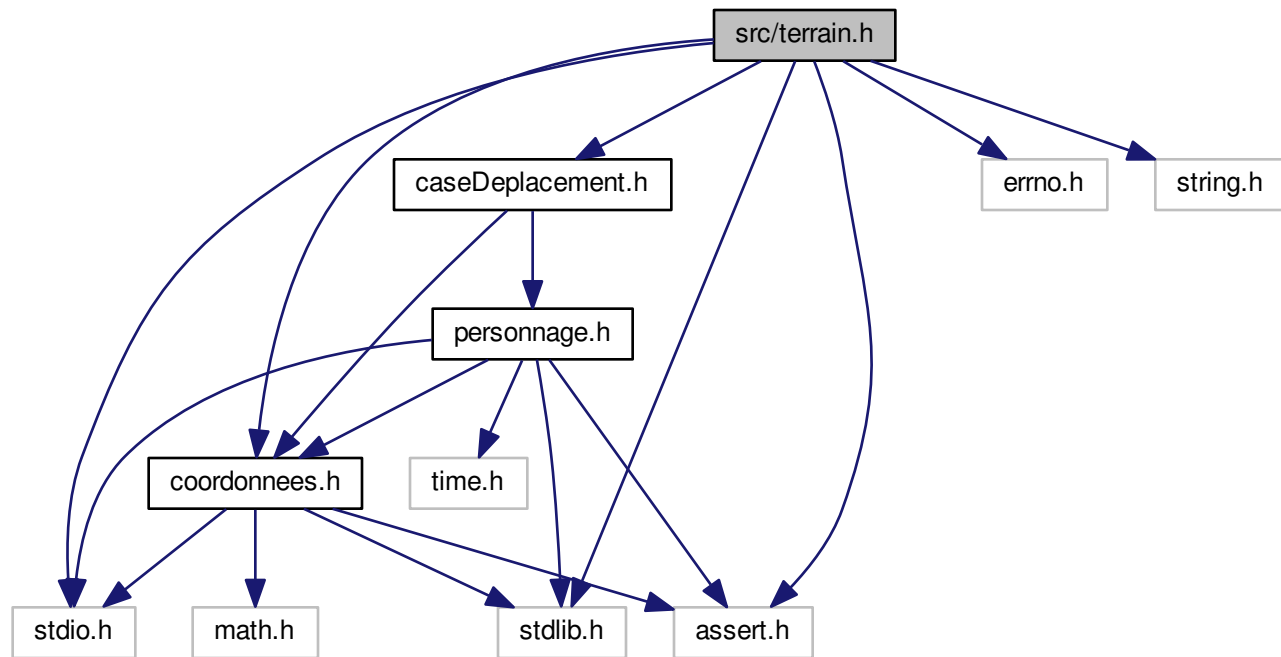 src/terrain.h
caseDeplacement.h
errno.h
string.h
personnage.h
coordonnees.h
time.h
stdio.h
math.h
stdlib.h
assert.h